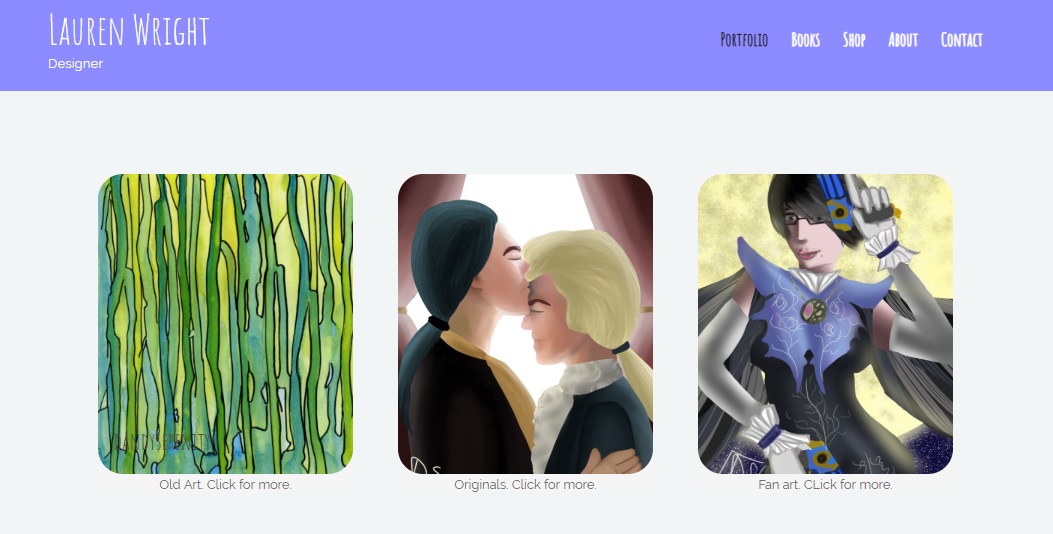 Lauren Wright
Designer
Portfolio Books Shop About Contact
DS
Old Art. Click for more.
Originals. Click for more.
Fan art. CLick for more.